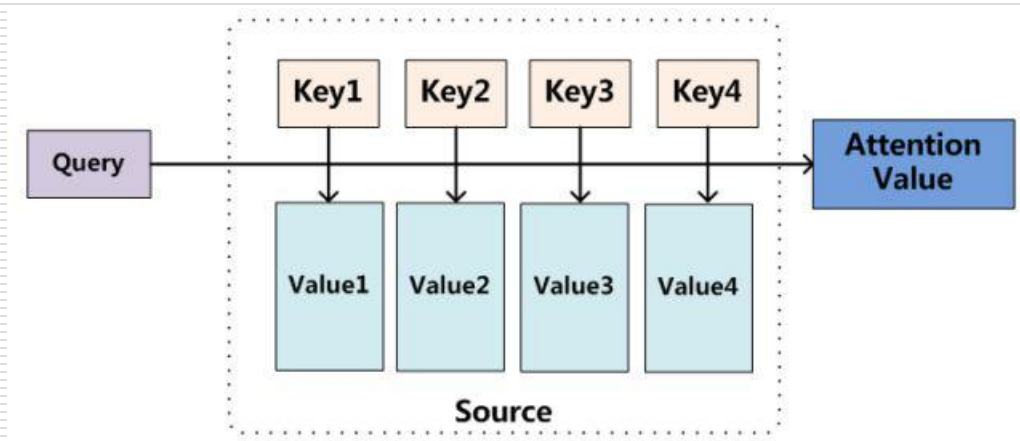 Key1
Key2
Key3
Key4
Query
Attention
Value
Value1
Value2
Value3
Value4
Source